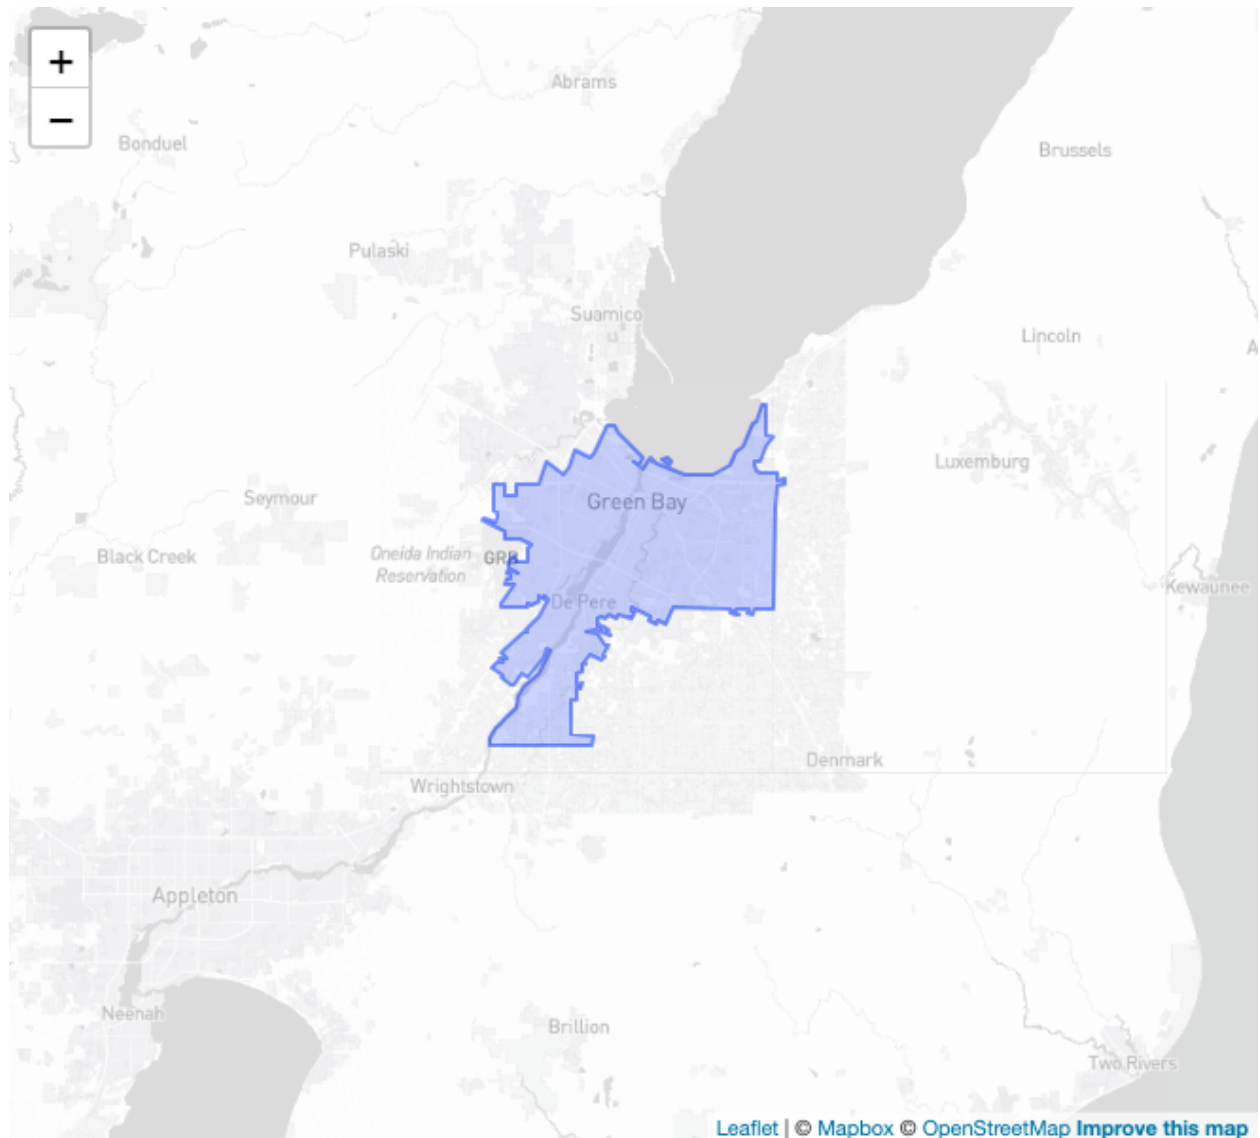 +
−
Abrams
Bonduel
Brussels
Pulaski
Suamico
Lincoln
A
Luxemburg
Seymour
Green Bay
Black Creek
Oneida Indian
Reservation
GRB
De Pere
Kewaunee
Denmark
Wrightstown
Appleton
Neenah
Brillion
Two Rivers
Leaflet | © Mapbox © OpenStreetMap Improve this map